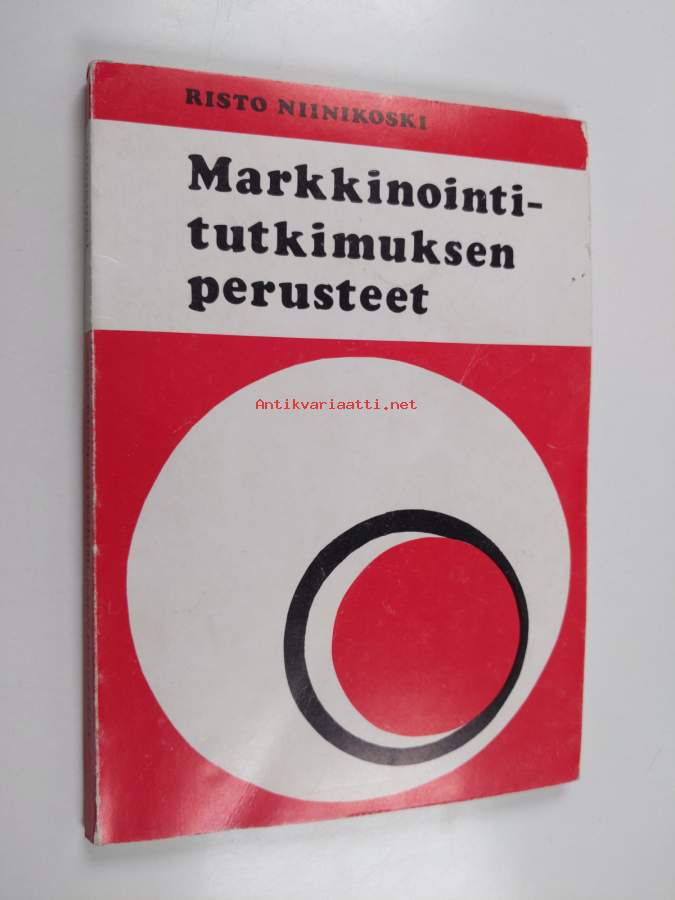 RISTO NIINIKOSKI
Markkinointi-
tutkimuksen
perusteet
Antikvariaatti.net